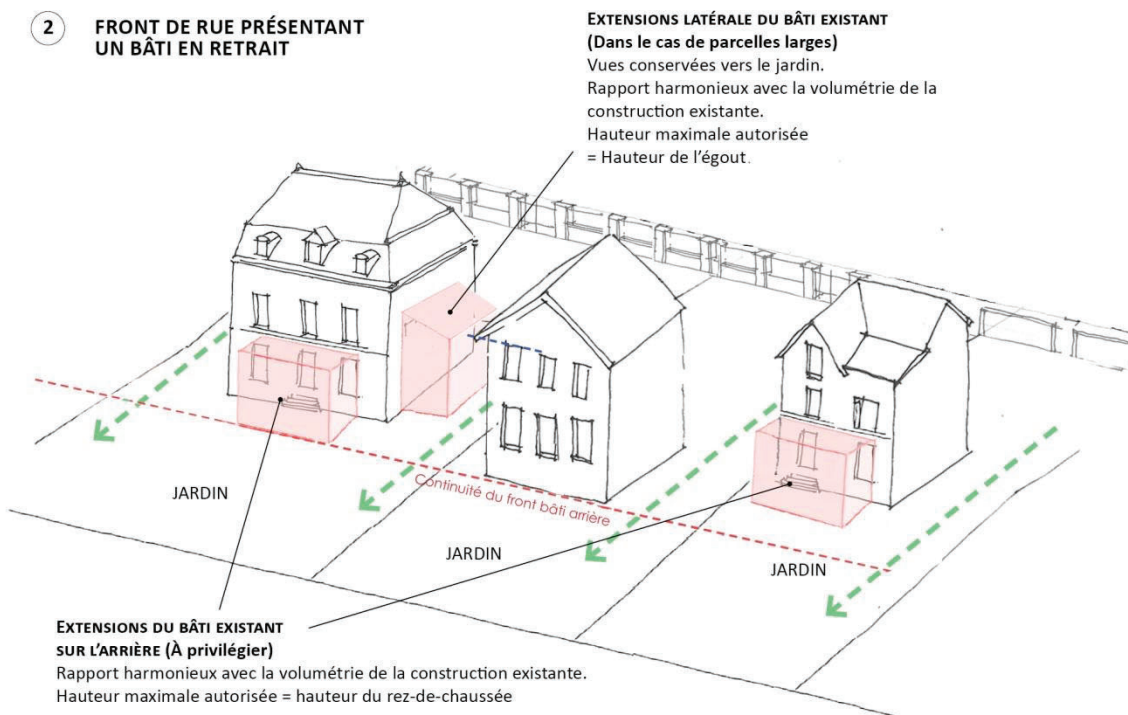 2
FRONT DE RUE PRÉSENTANT
UN BÂTI EN RETRAIT
EXTENSIONS LATÉRALE DU BÂTI EXISTANT
(Dans le cas de parcelles larges)
Vues conservées vers le jardin.
Rapport harmonieux avec la volumétrie de la
construction existante.
Hauteur maximale autorisée
= Hauteur de l'égout
JARDIN
Continuité du front bâti arrière
JARDIN
JARDIN
EXTENSIONS DU BÂTI EXISTANT
SUR L'ARRIÈRE (À privilégier)
Rapport harmonieux avec la volumétrie de la construction existante.
Hauteur maximale autorisée = hauteur du rez-de-chaussée